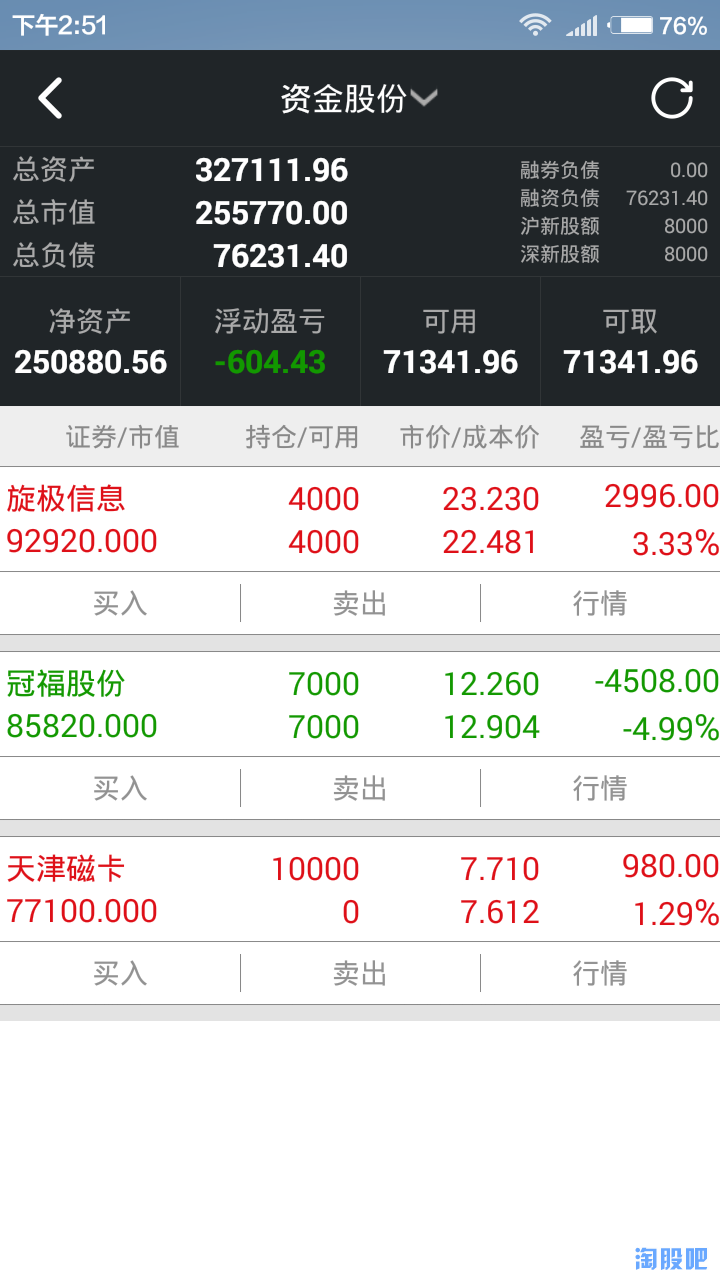 下午2:51 76%
资金股份
总资产 327111.96
总市值 255770.00
总负债 76231.40
融券负债 0.00
融资负债 76231.40
沪新股额 8000
深新股额 8000
净资产 浮动盈亏 可用 可取
250880.56 -604.43 71341.96 71341.96
证券/市值 持仓/可用 市价/成本价 盈亏/盈亏比
旋极信息 4000 23.230 2996.00
92920.000 4000 22.481 3.33%
买入 卖出 行情
冠福股份 7000 12.260 -4508.00
85820.000 7000 12.904 -4.99%
买入 卖出 行情
天津磁卡 10000 7.710 980.00
77100.000 0 7.612 1.29%
买入 卖出 行情
淘股吧